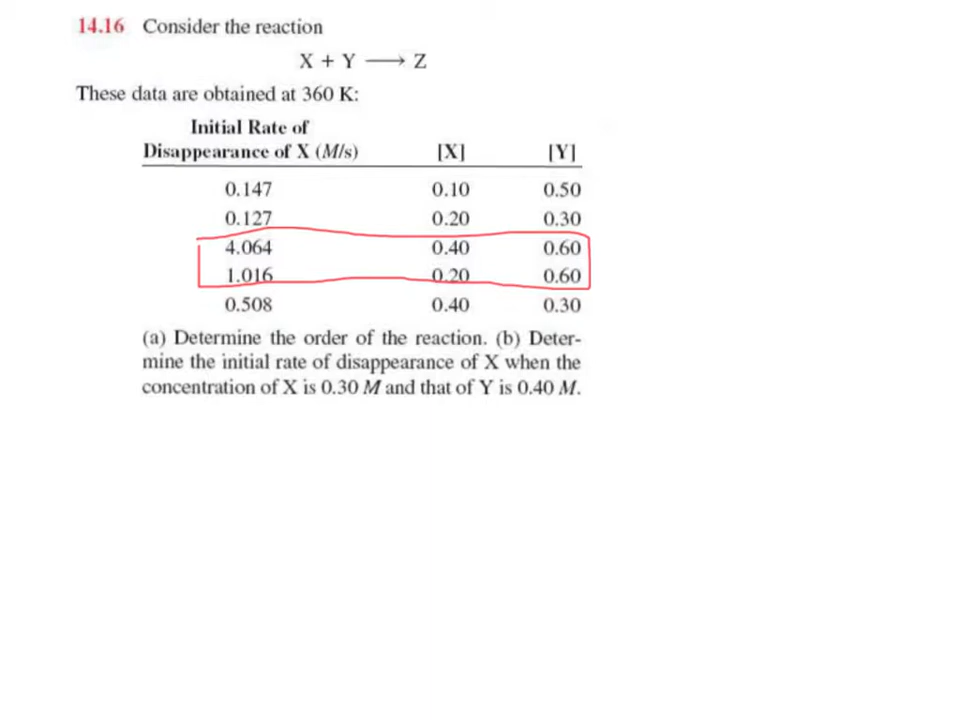 14.16 Consider the reaction
X + Y ⟶ Z
These data are obtained at 360 K:
Initial Rate of
Disappearance of X (M/s) [X] [Y]
0.147 0.10 0.50
0.127 0.20 0.30
4.064 0.40 0.60
1.016 0.20 0.60
0.508 0.40 0.30
(a) Determine the order of the reaction. (b) Deter-
mine the initial rate of disappearance of X when the
concentration of X is 0.30 M and that of Y is 0.40 M.